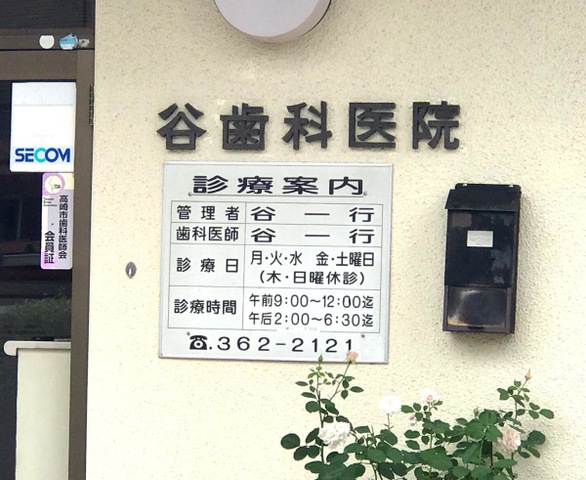 谷歯科医院
SECOM
高崎市歯科医師会
会員証
診療案内
管理者 谷 一 行
歯科医師 谷 一 行
診療日 月・火・水 金・土曜日
(木・日曜休診)
診療時間 午前9:00〜12:00迄
午后2:00〜6:30迄
☎.362-2121